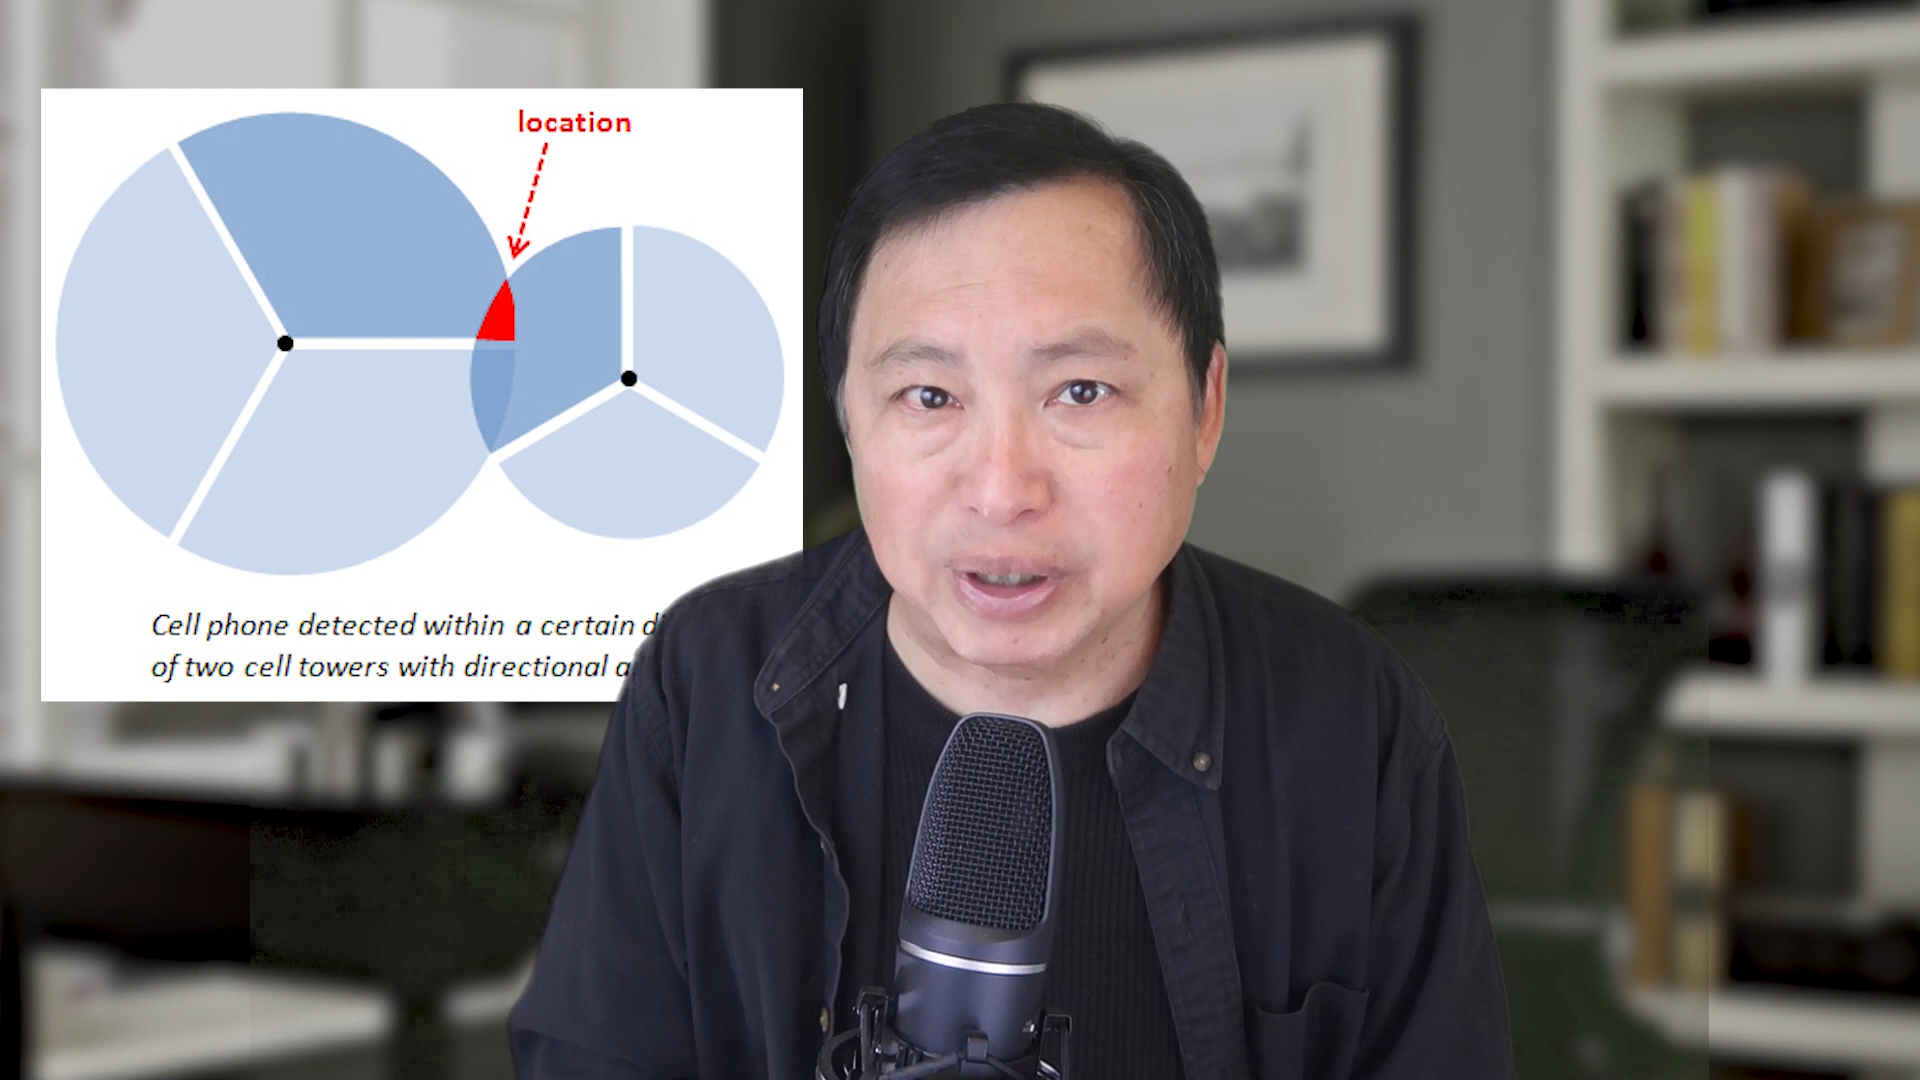 location
Cell phone detected within a certain
of two cell towers with directional